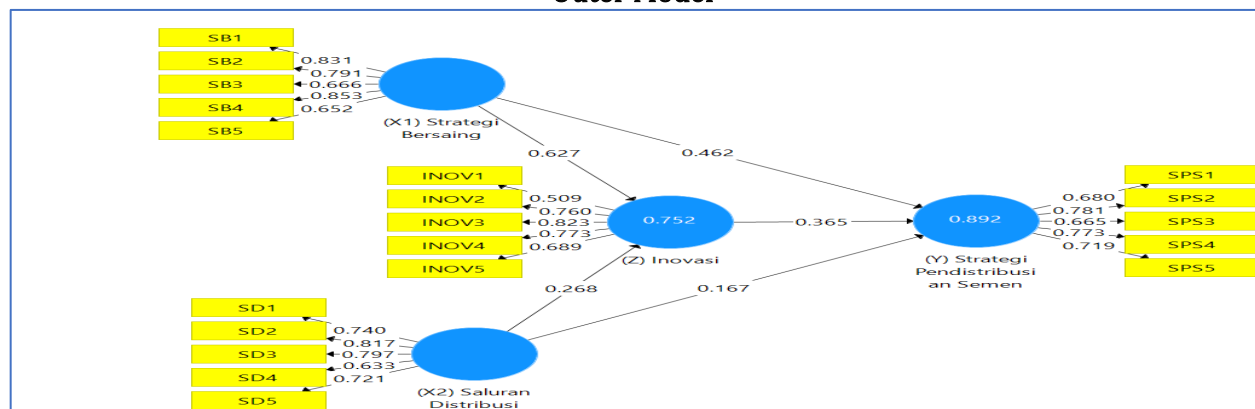 Outer Model
SB1
SB2
SB3
SB4
SB5
0.831
0.791
0.666
0.853
0.652
(X1) Strategi
Bersaing
0.627
0.462
INOV1
INOV2
INOV3
INOV4
INOV5
0.509
0.760
0.823
0.773
0.689
0.752
(Z) Inovasi
0.365
0.892
(Y) Strategi
Pendistribusi
an Semen
0.680
0.781
0.665
0.773
0.719
SPS1
SPS2
SPS3
SPS4
SPS5
0.268
0.167
SD1
SD2
SD3
SD4
SD5
0.740
0.817
0.797
0.633
0.721
(X2) Saluran
Distribusi